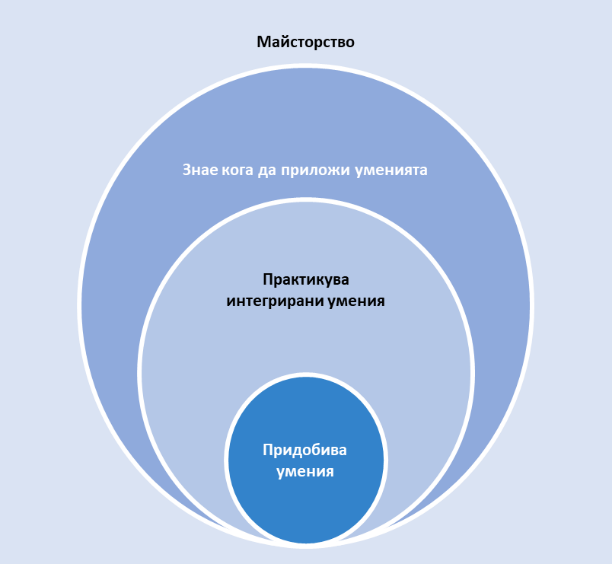 Майсторство
Знае кога да приложи уменията
Практикува
интегрирани умения
Придобива
умения